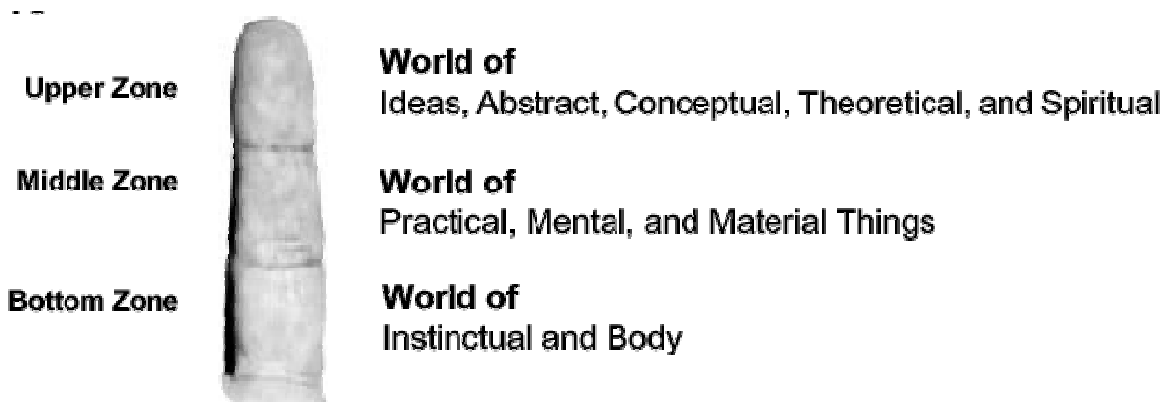 Upper Zone
World of
Ideas, Abstract, Conceptual, Theoretical, and Spiritual
Middle Zone
World of
Practical, Mental, and Material Things
Bottom Zone
World of
Instinctual and Body